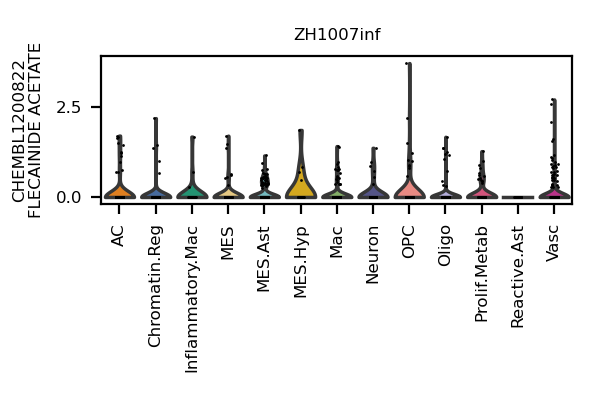 ZH1007inf
CHEMBL1200822
FLECAINIDE ACETATE
2.5
0.0
AC
Chromatin.Reg
Inflammatory.Mac
MES
MES.Ast
MES.Hyp
Mac
Neuron
OPC
Oligo
Prolif.Metab
Reactive.Ast
Vasc